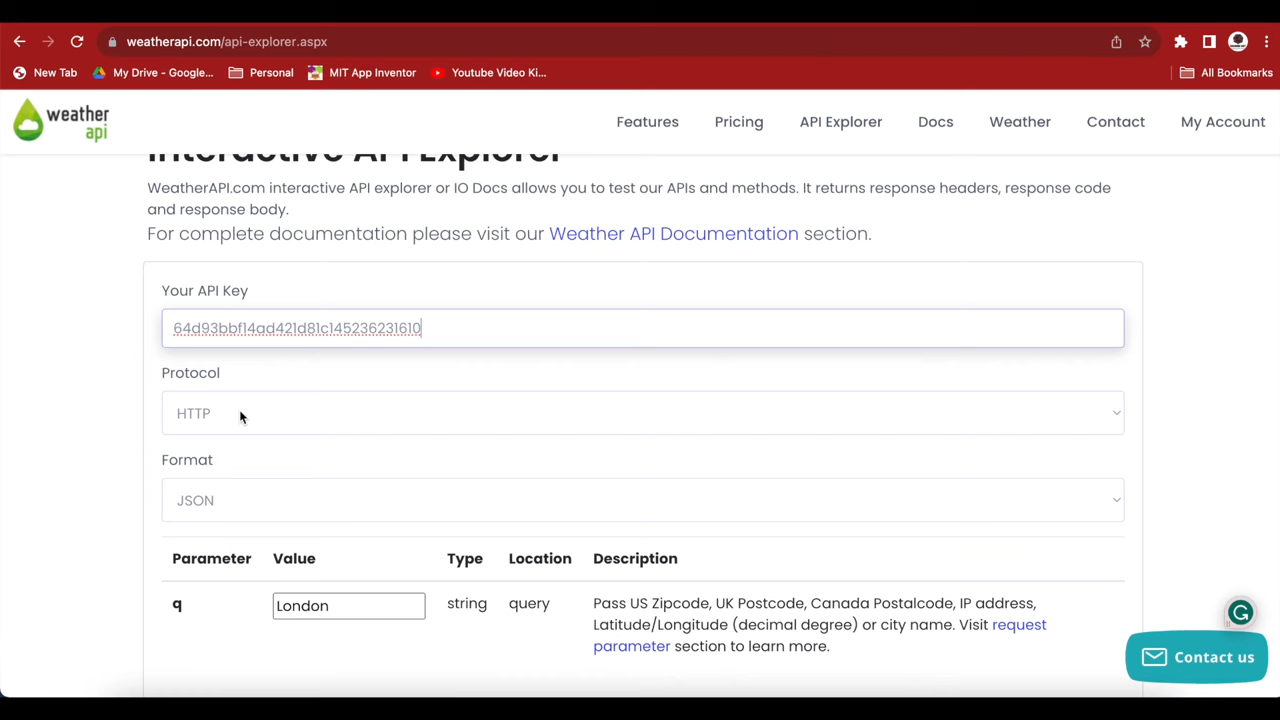 weatherapi.com/api-explorer.aspx
New Tab My Drive - Google... Personal MIT App Inventor Youtube Video Ki... All Bookmarks
weather api Features Pricing API Explorer Docs Weather Contact My Account
Interactive API Explorer
WeatherAPI.com interactive API explorer or IO Docs allows you to test our APIs and methods. It returns response headers, response code
and response body.
For complete documentation please visit our Weather API Documentation section.
Your API Key
64d93bbf14ad421d81c145236231610
Protocol
HTTP
Format
JSON
Parameter Value Type Location Description
q London string query Pass US Zipcode, UK Postcode, Canada Postalcode, IP address,
Latitude/Longitude (decimal degree) or city name. Visit request
parameter section to learn more.
Contact us